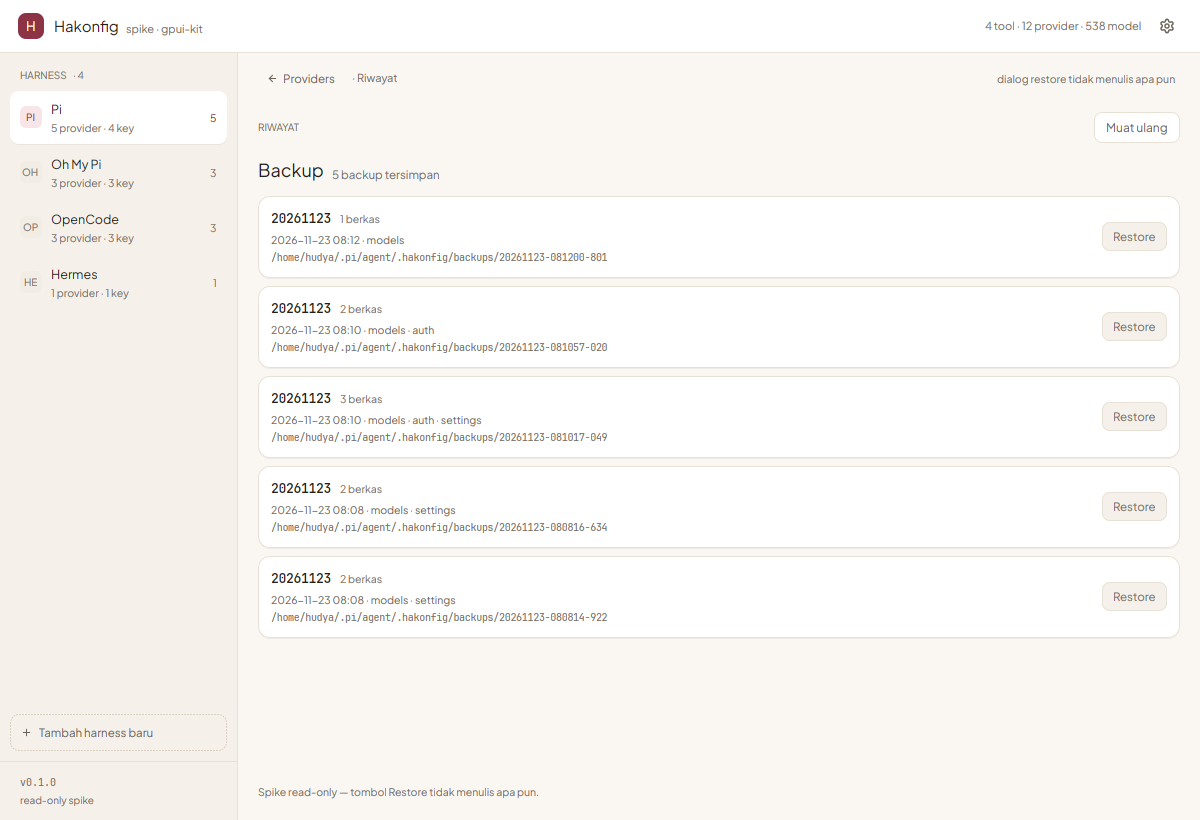 H Hakonfig spike · gpui-kit
4 tool · 12 provider · 538 model
HARNESS · 4
PI Pi
5 provider · 4 key
5
OH Oh My Pi
3 provider · 3 key
3
OP OpenCode
3 provider · 3 key
3
HE Hermes
1 provider · 1 key
1
+ Tambah harness baru
v0.1.0
read-only spike
← Providers · Riwayat
dialog restore tidak menulis apa pun
RIWAYAT
Muat ulang
Backup 5 backup tersimpan
20261123 1 berkas
2026-11-23 08:12 · models
/home/hudya/.pi/agent/.hakonfig/backups/20261123-081200-801
Restore
20261123 2 berkas
2026-11-23 08:10 · models · auth
/home/hudya/.pi/agent/.hakonfig/backups/20261123-081057-020
Restore
20261123 3 berkas
2026-11-23 08:10 · models · auth · settings
/home/hudya/.pi/agent/.hakonfig/backups/20261123-081017-049
Restore
20261123 2 berkas
2026-11-23 08:08 · models · settings
/home/hudya/.pi/agent/.hakonfig/backups/20261123-080816-634
Restore
20261123 2 berkas
2026-11-23 08:08 · models · settings
/home/hudya/.pi/agent/.hakonfig/backups/20261123-080814-922
Restore
Spike read-only — tombol Restore tidak menulis apa pun.